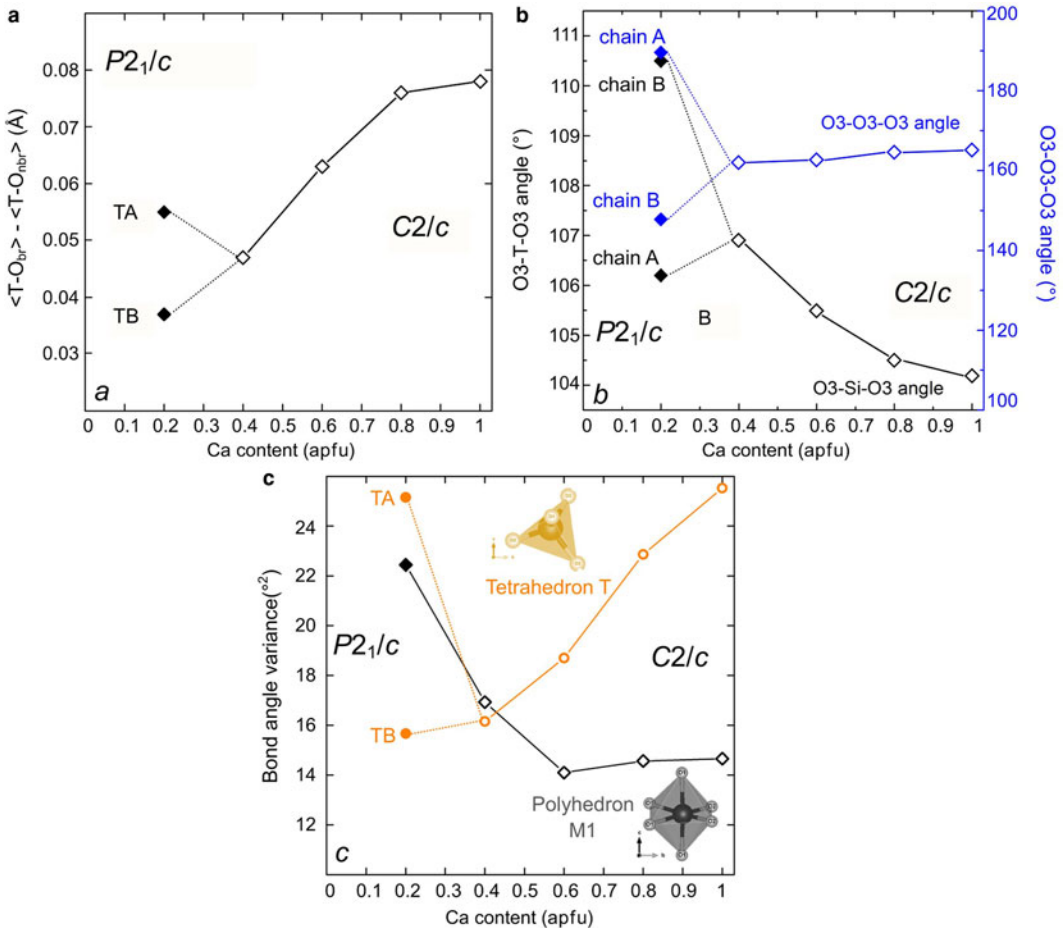 a
P2₁/c
C2/c
TA
TB
0.08
0.07
0.06
0.05
0.04
0.03
<T-Obr> - <T-Onbr> (Å)
a
0 0.1 0.2 0.3 0.4 0.5 0.6 0.7 0.8 0.9 1
Ca content (apfu)
b
111
110
109
108
107
106
105
104
O3-T-O3 angle (°)
chain A
chain B
O3-O3-O3 angle
chain B
chain A
C2/c
P2₁/c
B
O3-Si-O3 angle
b
200
190
180
170
160
150
140
130
120
110
100
O3-O3-O3 angle (°)
0 0.1 0.2 0.3 0.4 0.5 0.6 0.7 0.8 0.9 1
Ca content (apfu)
c
24
22
20
18
16
14
12
Bond angle variance(°²)
TA
Tetrahedron T
P2₁/c
C2/c
TB
Polyhedron
M1
c
0 0.1 0.2 0.3 0.4 0.5 0.6 0.7 0.8 0.9 1
Ca content (apfu)